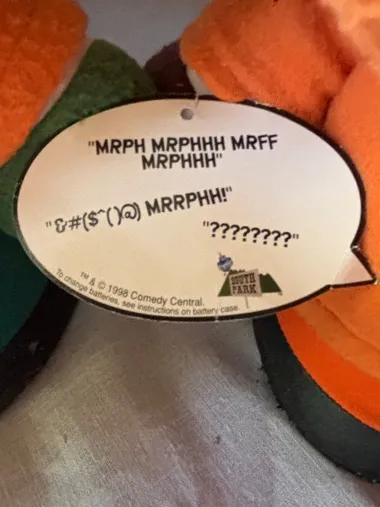 "MRPH MRPHHH MRFF
MRPHHH"
"&#($^()@) MRRPHH!"
"????????"
SOUTH
PARK
™ & © 1998 Comedy Central.
To change batteries, see instructions on battery case.